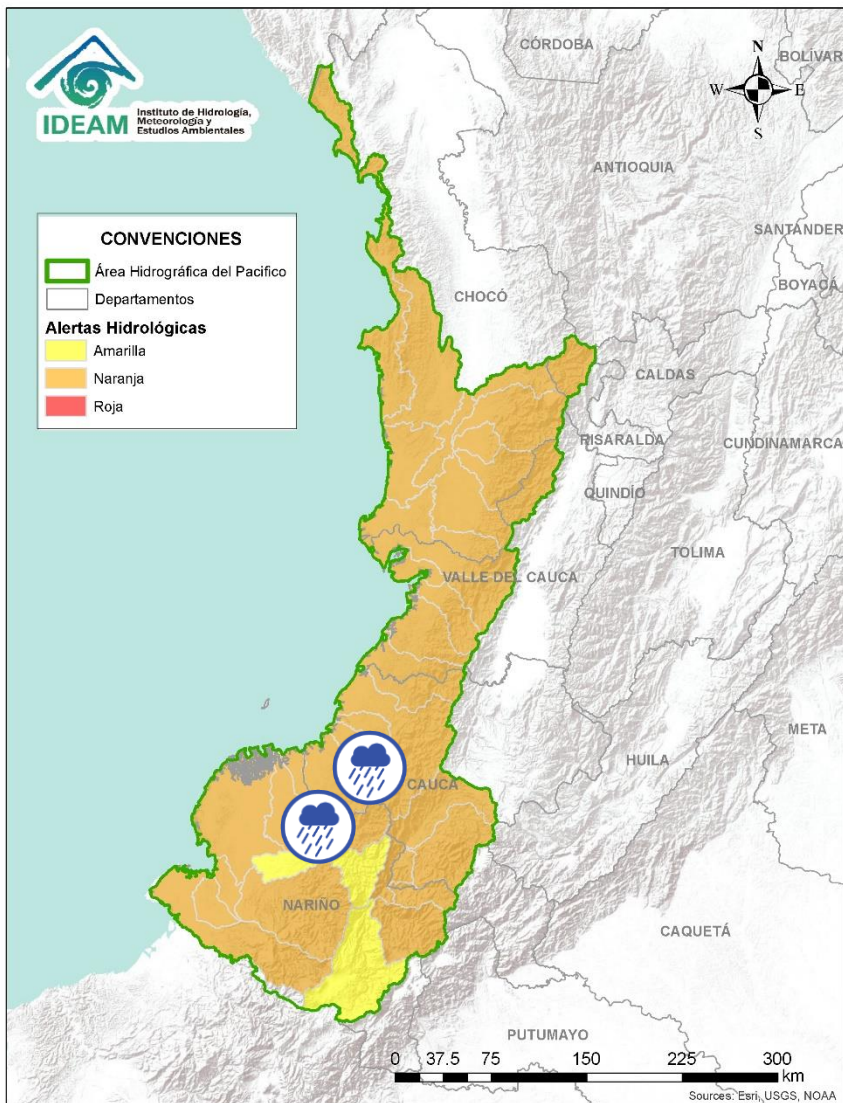 IDEAM
Instituto de Hidrología,
Meteorología y
Estudios Ambientales
CÓRDOBA
BOLÍVAR
N
W
E
S
ANTIOQUIA
SANTANDER
BOYACÁ
CONVENCIONES
Área Hidrográfica del Pacifico
Departamentos
Alertas Hidrológicas
Amarilla
Naranja
Roja
CHOCÓ
CALDAS
RISARALDA
CUNDINAMARCA
QUINDÍO
TOLIMA
VALLE DEL CAUCA
META
HUILA
CAUCA
NARIÑO
CAQUETÁ
PUTUMAYO
0 37.5 75 150 225 300
km
Sources: Esri, USGS, NOAA